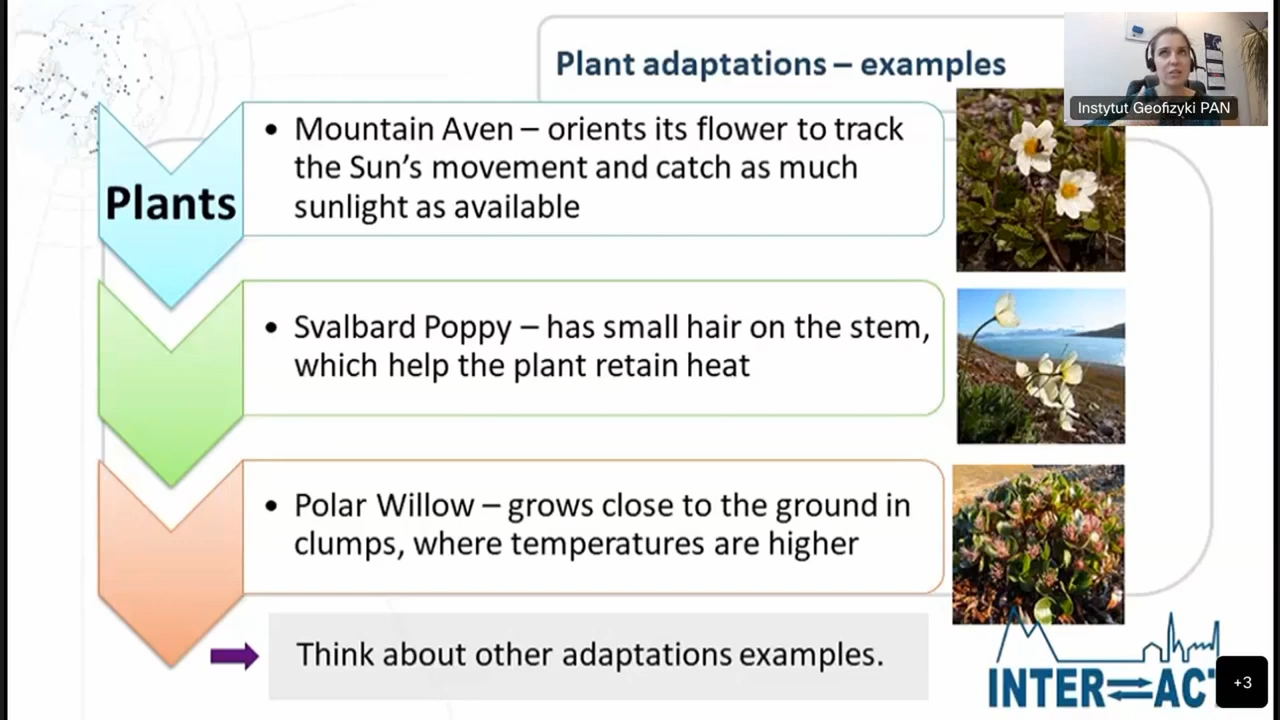 Plant adaptations – examples
Instytut Geofizyki PAN
Plants
• Mountain Aven – orients its flower to track
the Sun’s movement and catch as much
sunlight as available
• Svalbard Poppy – has small hair on the stem,
which help the plant retain heat
• Polar Willow – grows close to the ground in
clumps, where temperatures are higher
Think about other adaptations examples.
INTER⇌AC
+3